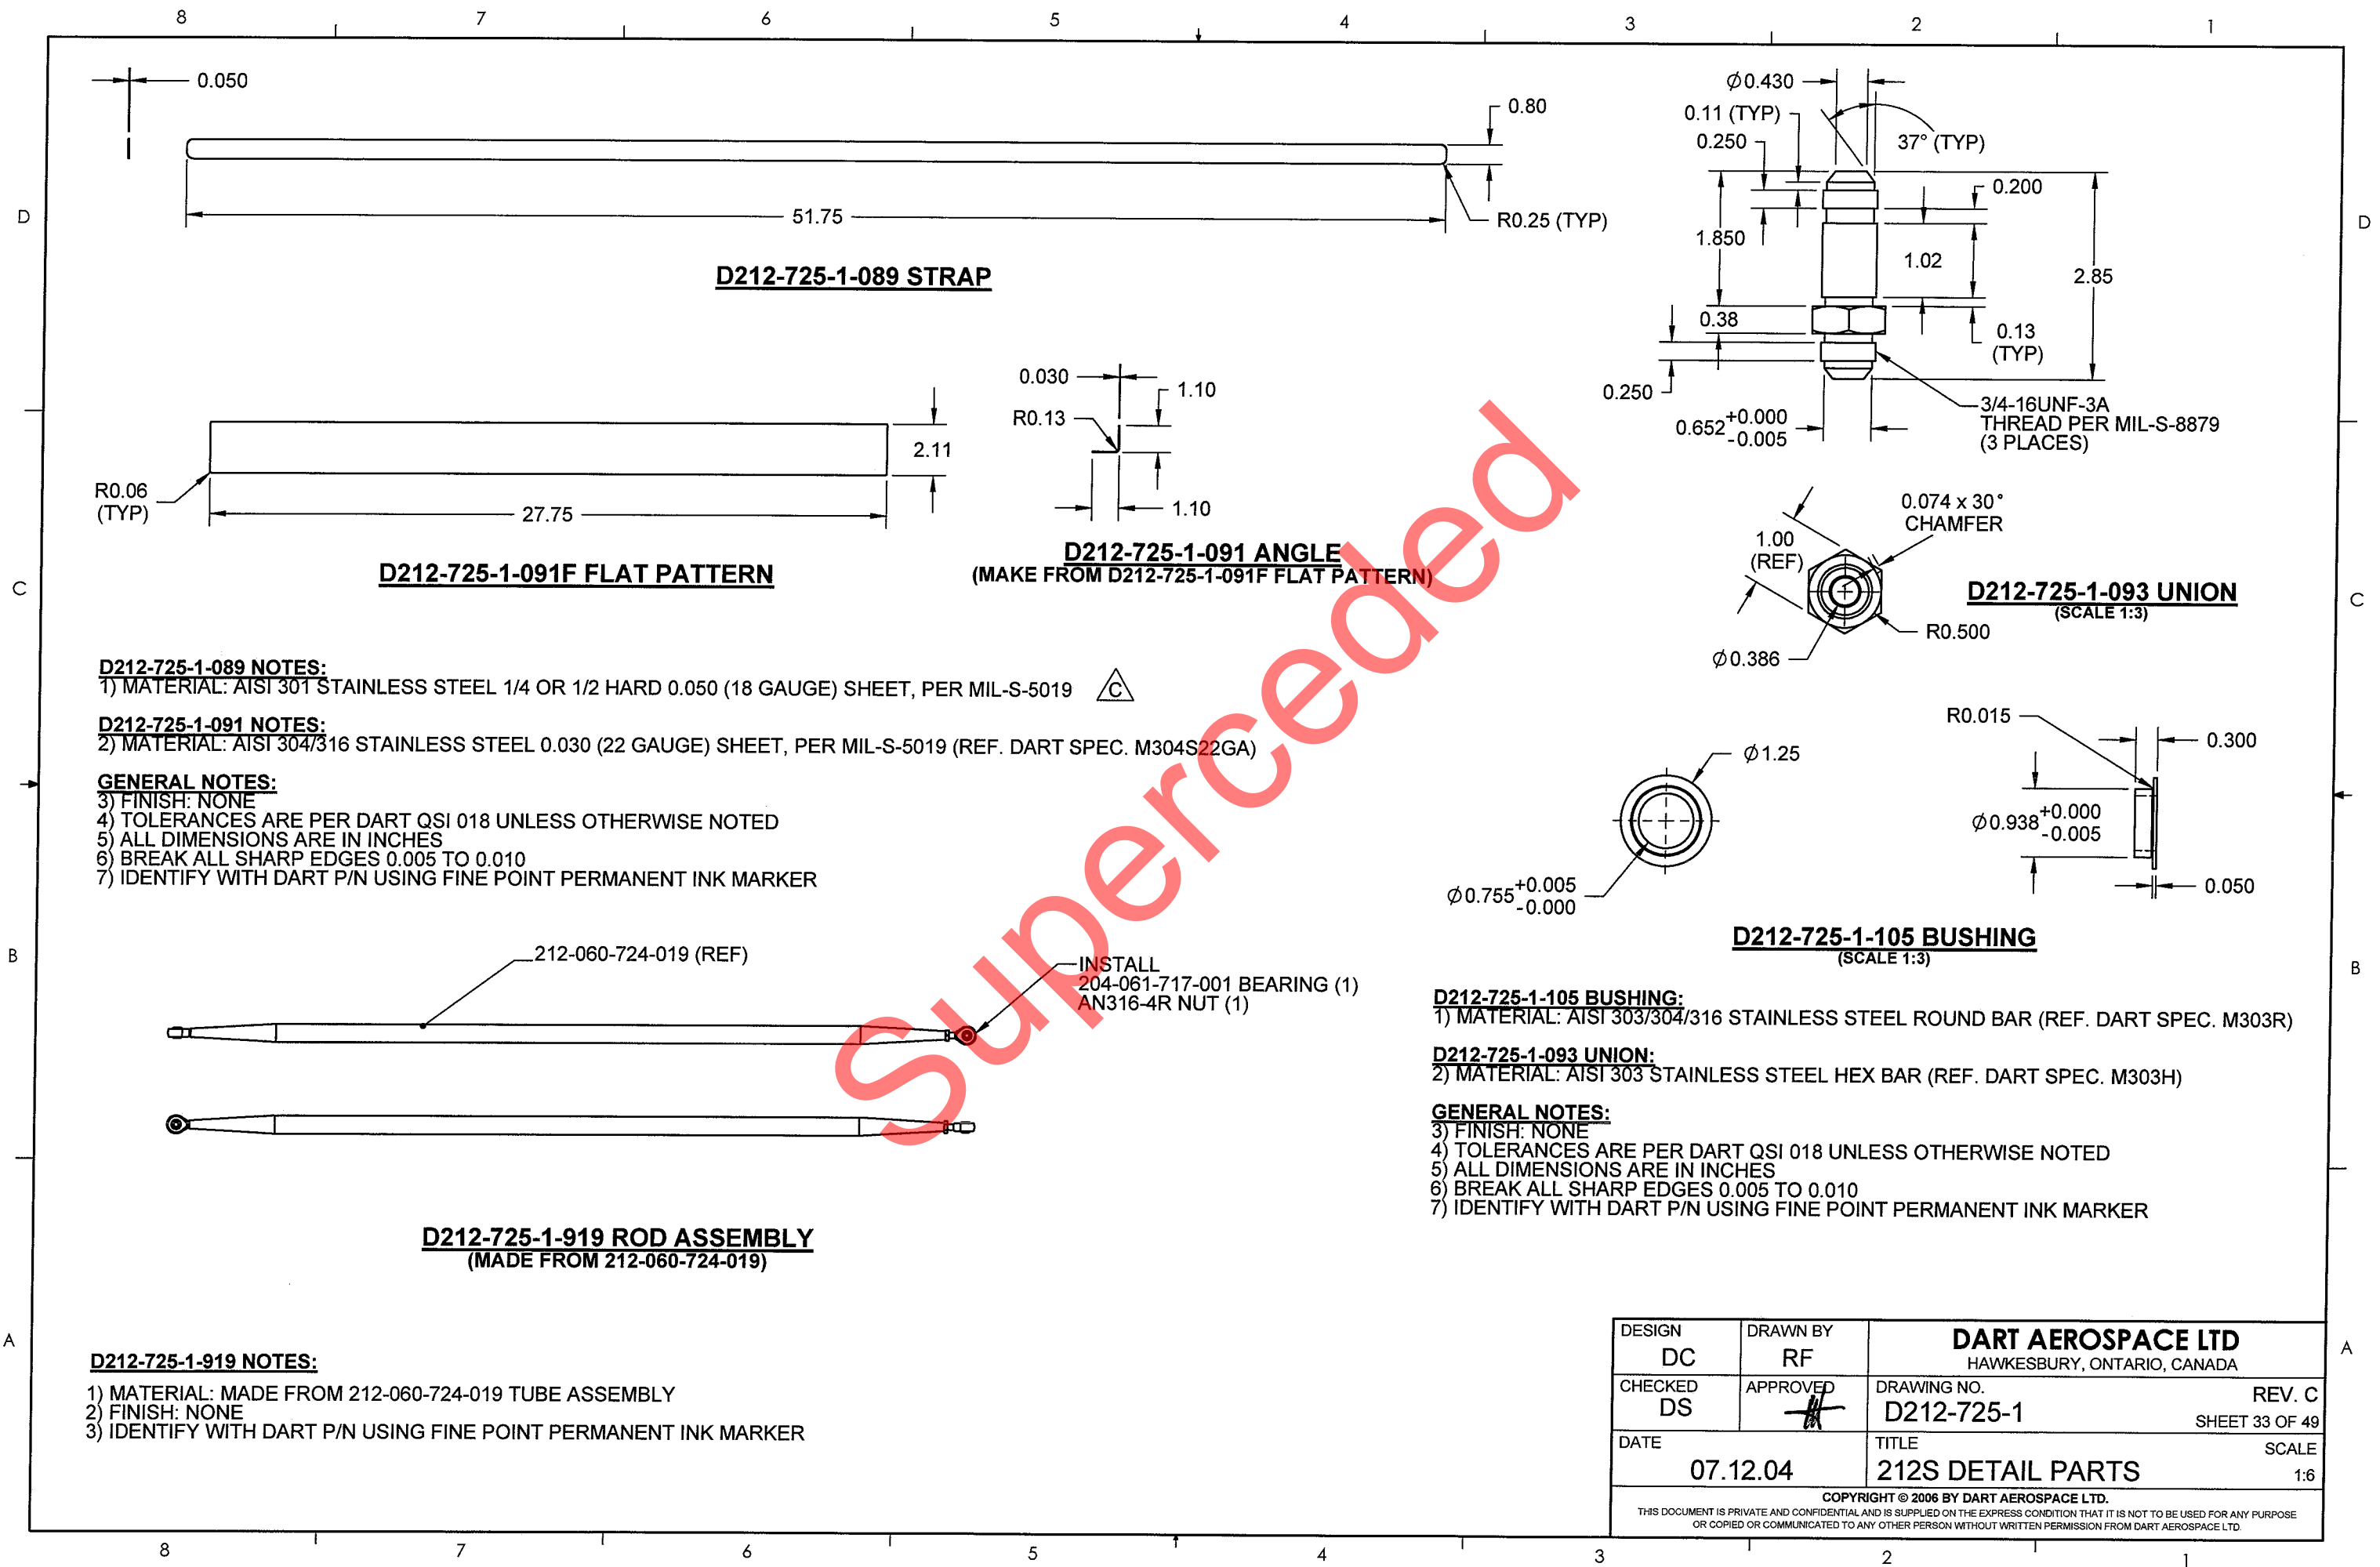 8 7 6 5 4 3 2 1
D
C
B
A
D
C
B
A
0.050
0.80
51.75
R0.25 (TYP)
D212-725-1-089 STRAP
Ø0.430
0.11 (TYP)
0.250
37° (TYP)
0.200
1.850
1.02
2.85
0.38
0.13
(TYP)
0.250
0.652 +0.000
-0.005
3/4-16UNF-3A
THREAD PER MIL-S-8879
(3 PLACES)
R0.06
(TYP)
2.11
27.75
D212-725-1-091F FLAT PATTERN
0.030
1.10
R0.13
1.10
D212-725-1-091 ANGLE
(MAKE FROM D212-725-1-091F FLAT PATTERN)
0.074 x 30°
CHAMFER
1.00
(REF)
R0.500
Ø0.386
D212-725-1-093 UNION
(SCALE 1:3)
D212-725-1-089 NOTES:
1) MATERIAL: AISI 301 STAINLESS STEEL 1/4 OR 1/2 HARD 0.050 (18 GAUGE) SHEET, PER MIL-S-5019 C
D212-725-1-091 NOTES:
2) MATERIAL: AISI 304/316 STAINLESS STEEL 0.030 (22 GAUGE) SHEET, PER MIL-S-5019 (REF. DART SPEC. M304S22GA)
GENERAL NOTES:
3) FINISH: NONE
4) TOLERANCES ARE PER DART QSI 018 UNLESS OTHERWISE NOTED
5) ALL DIMENSIONS ARE IN INCHES
6) BREAK ALL SHARP EDGES 0.005 TO 0.010
7) IDENTIFY WITH DART P/N USING FINE POINT PERMANENT INK MARKER
Superceded
R0.015
0.300
Ø1.25
Ø0.938 +0.000
-0.005
Ø0.755 +0.005
-0.000
0.050
D212-725-1-105 BUSHING
(SCALE 1:3)
212-060-724-019 (REF)
INSTALL
204-061-717-001 BEARING (1)
AN316-4R NUT (1)
D212-725-1-919 ROD ASSEMBLY
(MADE FROM 212-060-724-019)
D212-725-1-105 BUSHING:
1) MATERIAL: AISI 303/304/316 STAINLESS STEEL ROUND BAR (REF. DART SPEC. M303R)
D212-725-1-093 UNION:
2) MATERIAL: AISI 303 STAINLESS STEEL HEX BAR (REF. DART SPEC. M303H)
GENERAL NOTES:
3) FINISH: NONE
4) TOLERANCES ARE PER DART QSI 018 UNLESS OTHERWISE NOTED
5) ALL DIMENSIONS ARE IN INCHES
6) BREAK ALL SHARP EDGES 0.005 TO 0.010
7) IDENTIFY WITH DART P/N USING FINE POINT PERMANENT INK MARKER
D212-725-1-919 NOTES:
1) MATERIAL: MADE FROM 212-060-724-019 TUBE ASSEMBLY
2) FINISH: NONE
3) IDENTIFY WITH DART P/N USING FINE POINT PERMANENT INK MARKER
DESIGN
DC
DRAWN BY
RF
DART AEROSPACE LTD
HAWKESBURY, ONTARIO, CANADA
CHECKED
DS
APPROVED
DRAWING NO.
D212-725-1
REV. C
SHEET 33 OF 49
DATE
07.12.04
TITLE
212S DETAIL PARTS
SCALE
1:6
COPYRIGHT © 2006 BY DART AEROSPACE LTD.
THIS DOCUMENT IS PRIVATE AND CONFIDENTIAL AND IS SUPPLIED ON THE EXPRESS CONDITION THAT IT IS NOT TO BE USED FOR ANY PURPOSE
OR COPIED OR COMMUNICATED TO ANY OTHER PERSON WITHOUT WRITTEN PERMISSION FROM DART AEROSPACE LTD.
8 7 6 5 4 3 2 1